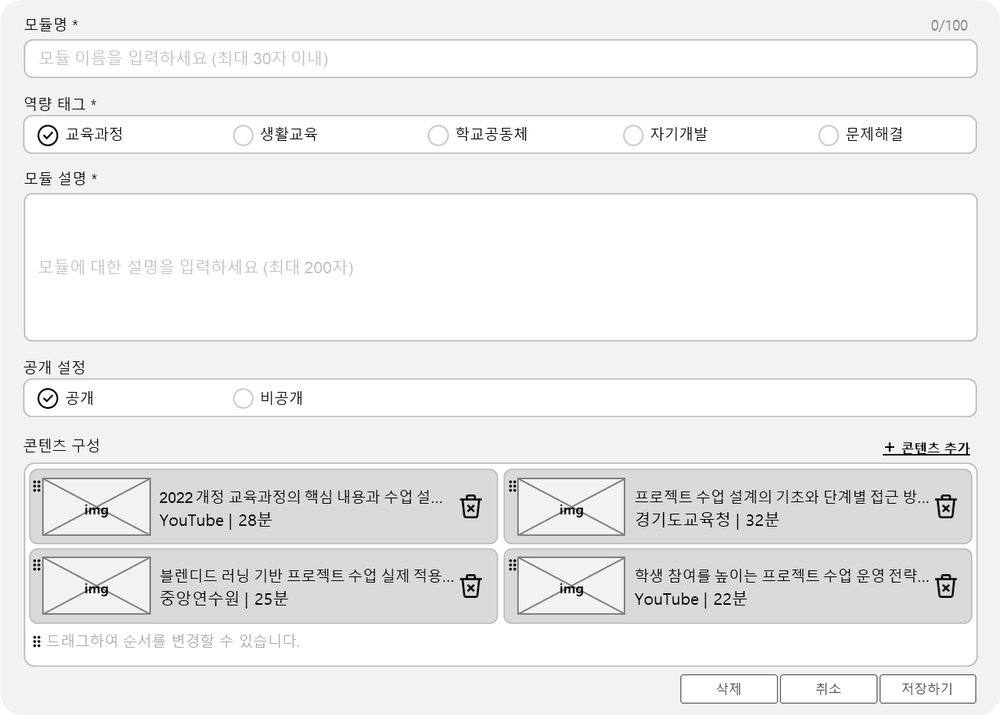 모듈명 *
0/100
모듈 이름을 입력하세요 (최대 30자 이내)
역량 태그 *
교육과정 생활교육 학교공동체 자기개발 문제해결
모듈 설명 *
모듈에 대한 설명을 입력하세요 (최대 200자)
공개 설정
공개 비공개
콘텐츠 구성
+ 콘텐츠 추가
img
2022개정 교육과정의 핵심 내용과 수업 설...
YouTube | 28분
img
프로젝트 수업 설계의 기초와 단계별 접근 방...
경기도교육청 | 32분
img
블렌디드 러닝 기반 프로젝트 수업 실제 적용...
중앙연수원 | 25분
img
학생 참여를 높이는 프로젝트 수업 운영 전략...
YouTube | 22분
드래그하여 순서를 변경할 수 있습니다.
삭제 취소 저장하기